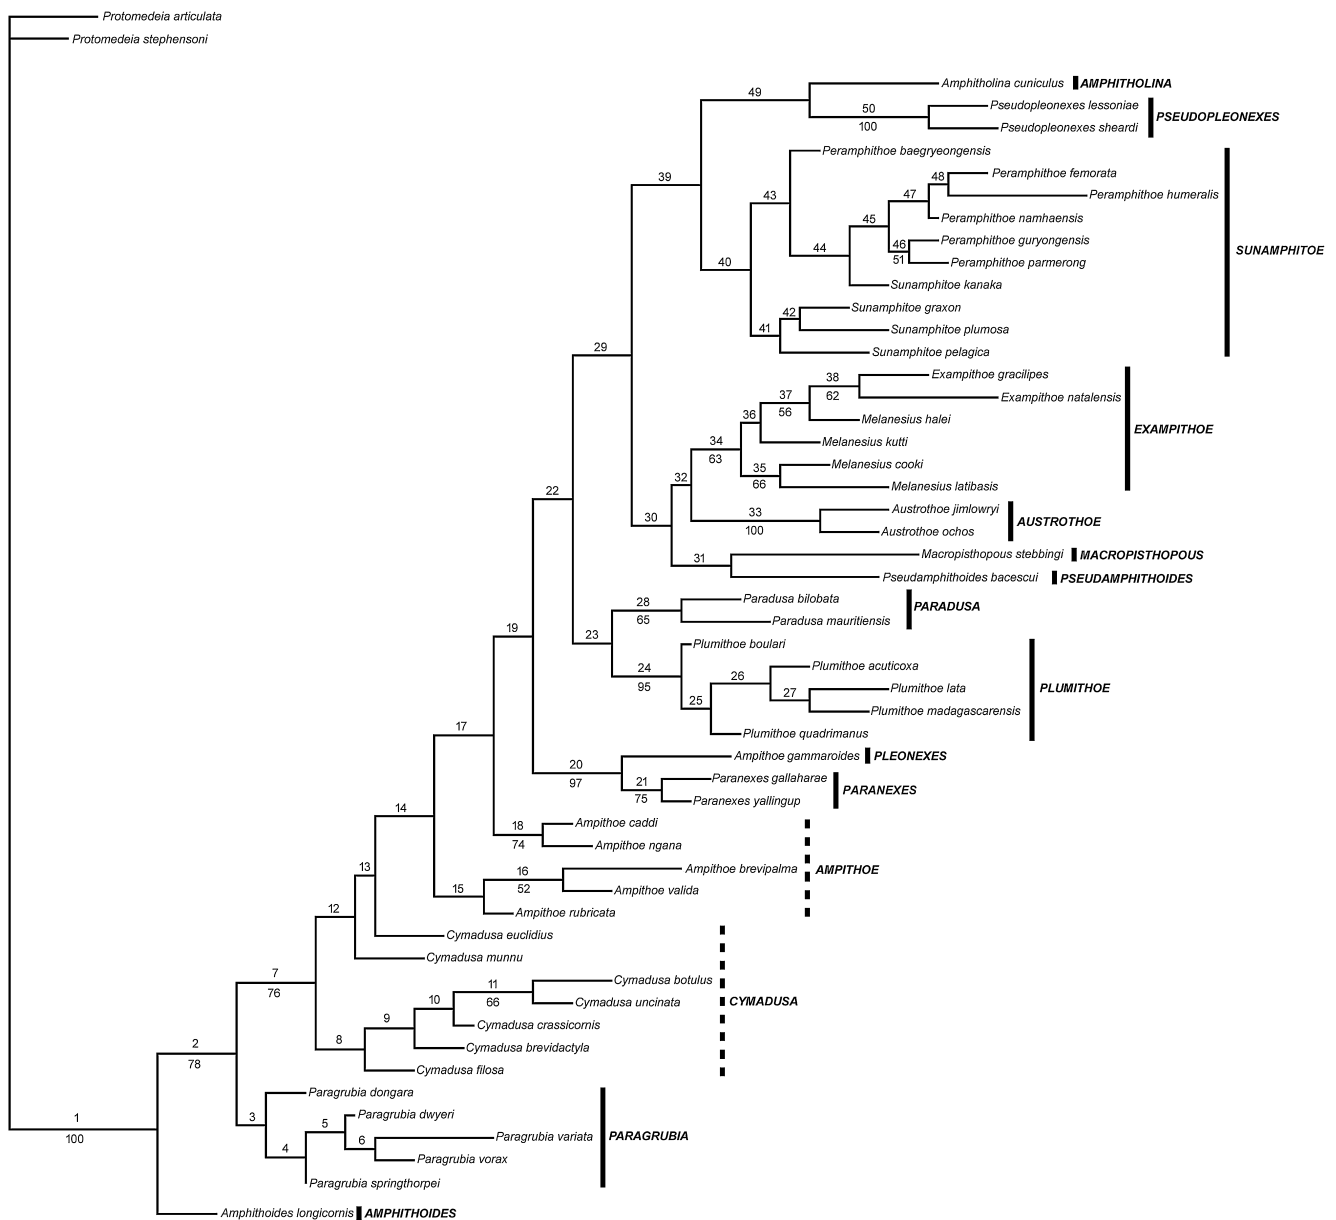 Protomedeia articulata
Protomedeia stephensoni
49
Amphitholina cuniculus
AMPHITHOLINA
50
100
Pseudopleonexes lessoniae
PSEUDOPLEONEXES
Pseudopleonexes sheardi
39
43
Peramphithoe baegryeongensis
48
Peramphithoe femorata
47
Peramphithoe humeralis
45
Peramphithoe namhaensis
44
46
51
Peramphithoe guryongensis
SUNAMPHITOE
40
Peramphithoe parmerong
Sunamphitoe kanaka
42
Sunamphitoe graxon
41
Sunamphitoe plumosa
Sunamphitoe pelagica
29
38
62
Exampithoe gracilipes
37
56
Exampithoe natalensis
36
Melanesius halei
EXAMPITHOE
34
63
Melanesius kutti
35
66
Melanesius cooki
32
Melanesius latibasis
22
33
100
Austrothoe jimlowryi
AUSTROTHOE
30
Austrothoe ochos
31
Macropisthopous stebbingi
MACROPISTHOPOUS
Pseudamphithoides bacescui
PSEUDAMPHITHOIDES
28
65
Paradusa bilobata
PARADUSA
Paradusa mauritiensis
19
23
24
95
Plumithoe boulari
26
Plumithoe acuticoxa
25
27
Plumithoe lata
PLUMITHOE
Plumithoe madagascarensis
17
Plumithoe quadrimanus
20
97
Ampithoe gammaroides
PLEONEXES
21
75
Paranexes gallaharae
PARANEXES
Paranexes yallingup
14
18
74
Ampithoe caddi
Ampithoe ngana
13
16
52
Ampithoe brevipalma
AMPITHOE
15
Ampithoe valida
12
Ampithoe rubricata
Cymadusa euclidius
Cymadusa munnu
7
76
11
66
Cymadusa botulus
10
Cymadusa uncinata
CYMADUSA
9
Cymadusa crassicornis
8
Cymadusa brevidactyla
2
78
Cymadusa filosa
Paragrubia dongara
3
5
Paragrubia dwyeri
1
100
4
6
Paragrubia variata
PARAGRUBIA
Paragrubia vorax
Paragrubia springthorpei
Amphithoides longicornis
AMPHITHOIDES